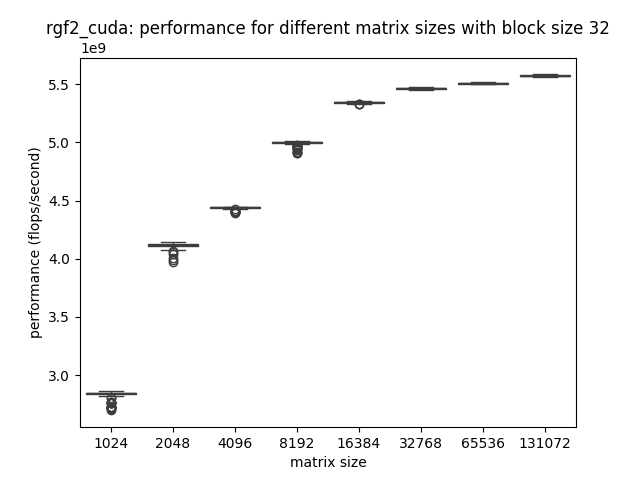 rgf2_cuda: performance for different matrix sizes with block size 32
1e9
5.5
5.0
4.5
4.0
3.5
3.0
performance (flops/second)
1024 2048 4096 8192 16384 32768 65536 131072
matrix size